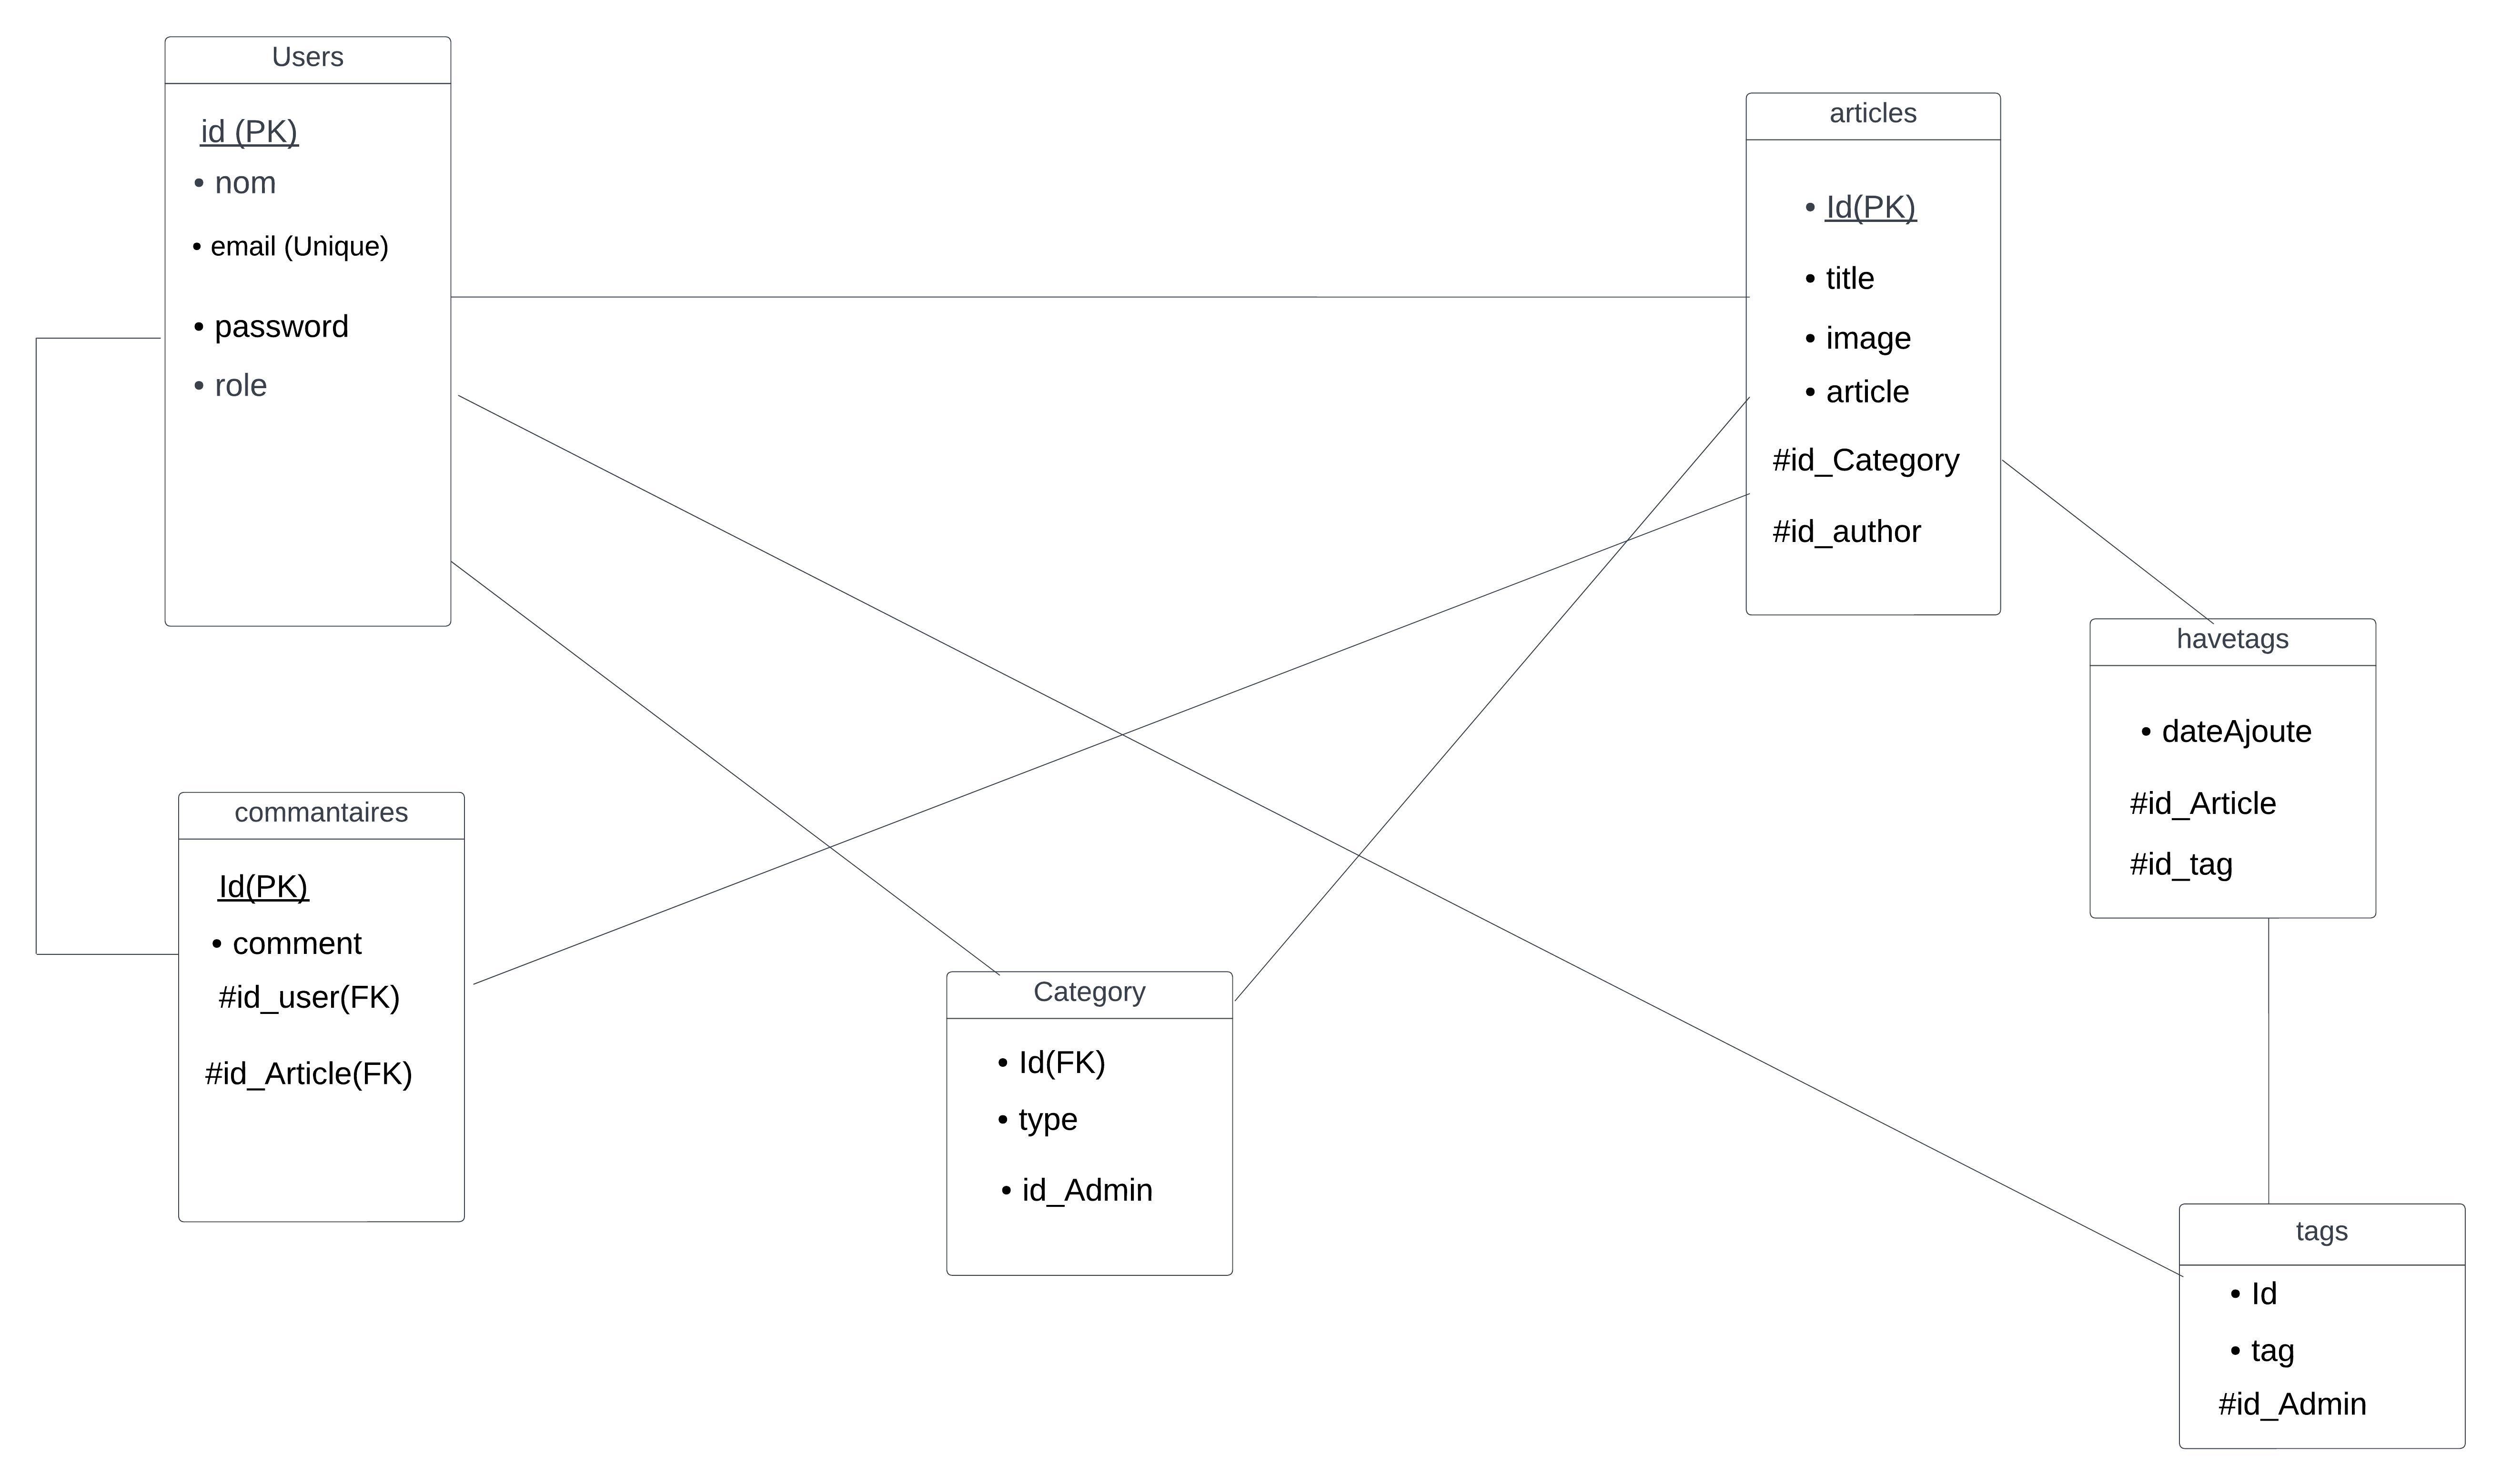 Users
id (PK)
• nom
• email (Unique)
• password
• role
articles
• Id(PK)
• title
• image
• article
#id_Category
#id_author
havetags
• dateAjoute
#id_Article
#id_tag
commantaires
Id(PK)
• comment
#id_user(FK)
#id_Article(FK)
Category
• Id(FK)
• type
• id_Admin
tags
• Id
• tag
#id_Admin